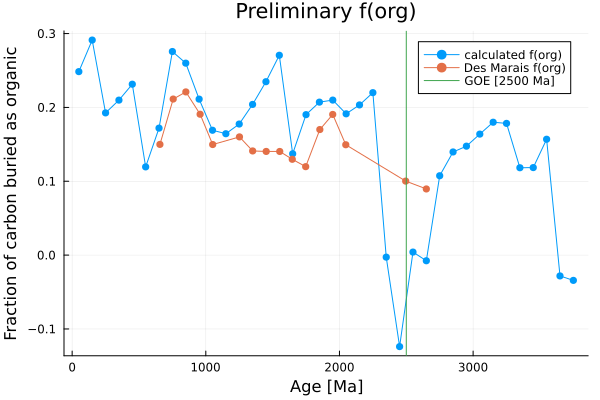 Preliminary f(org)
Fraction of carbon buried as organic
0.3
0.2
0.1
0.0
−0.1
calculated f(org)
Des Marais f(org)
GOE [2500 Ma]
0
1000
2000
3000
Age [Ma]